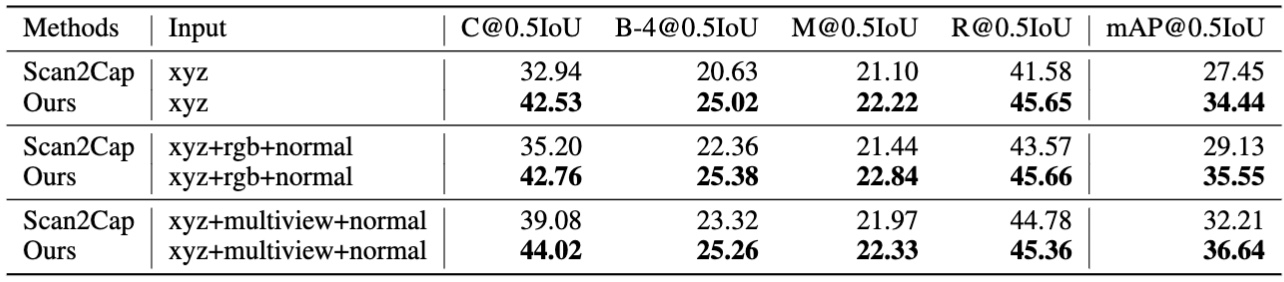 Methods Input C@0.5IoU B-4@0.5IoU M@0.5IoU R@0.5IoU mAP@0.5IoU
Scan2Cap xyz 32.94 20.63 21.10 41.58 27.45
Ours xyz 42.53 25.02 22.22 45.65 34.44
Scan2Cap xyz+rgb+normal 35.20 22.36 21.44 43.57 29.13
Ours xyz+rgb+normal 42.76 25.38 22.84 45.66 35.55
Scan2Cap xyz+multiview+normal 39.08 23.32 21.97 44.78 32.21
Ours xyz+multiview+normal 44.02 25.26 22.33 45.36 36.64